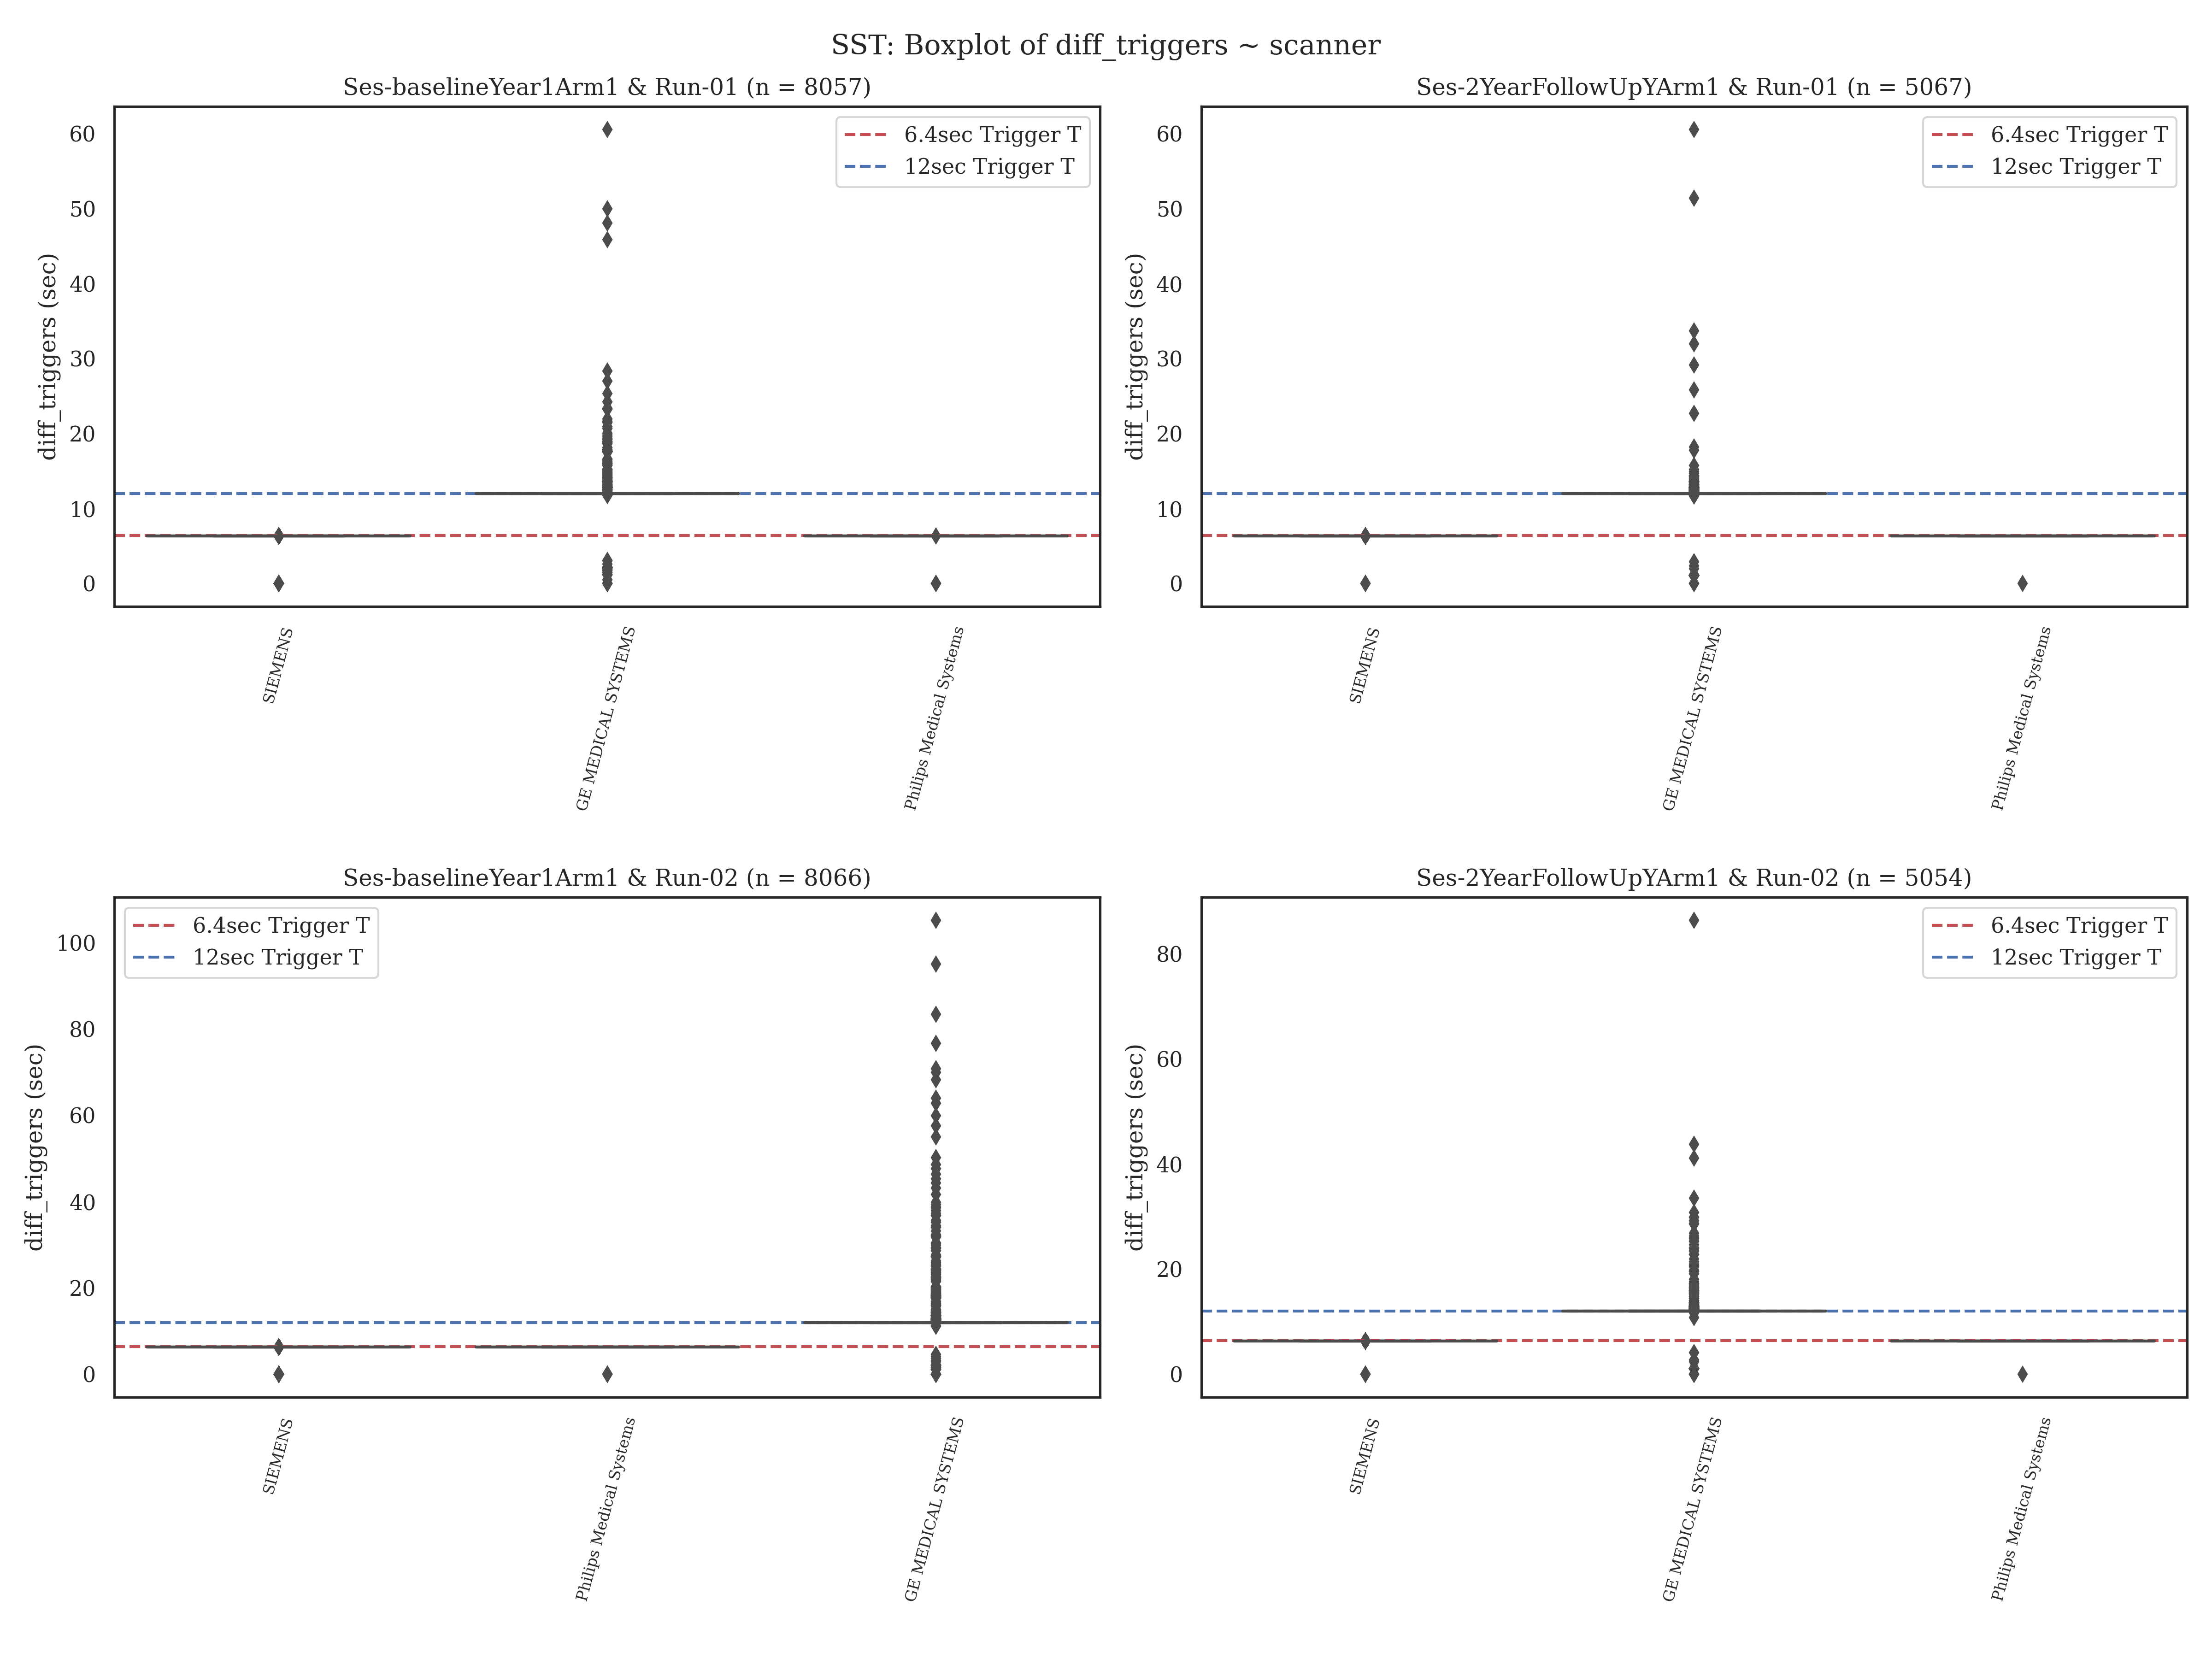 SST: Boxplot of diff_triggers ~ scanner
Ses-baselineYear1Arm1 & Run-01 (n = 8057)
6.4sec Trigger T
12sec Trigger T
diff_triggers (sec)
60
50
40
30
20
10
0
SIEMENS
GE MEDICAL SYSTEMS
Philips Medical Systems
Ses-2YearFollowUpYArm1 & Run-01 (n = 5067)
6.4sec Trigger T
12sec Trigger T
diff_triggers (sec)
60
50
40
30
20
10
0
SIEMENS
GE MEDICAL SYSTEMS
Philips Medical Systems
Ses-baselineYear1Arm1 & Run-02 (n = 8066)
6.4sec Trigger T
12sec Trigger T
diff_triggers (sec)
100
80
60
40
20
0
SIEMENS
Philips Medical Systems
GE MEDICAL SYSTEMS
Ses-2YearFollowUpYArm1 & Run-02 (n = 5054)
6.4sec Trigger T
12sec Trigger T
diff_triggers (sec)
80
60
40
20
0
SIEMENS
GE MEDICAL SYSTEMS
Philips Medical Systems